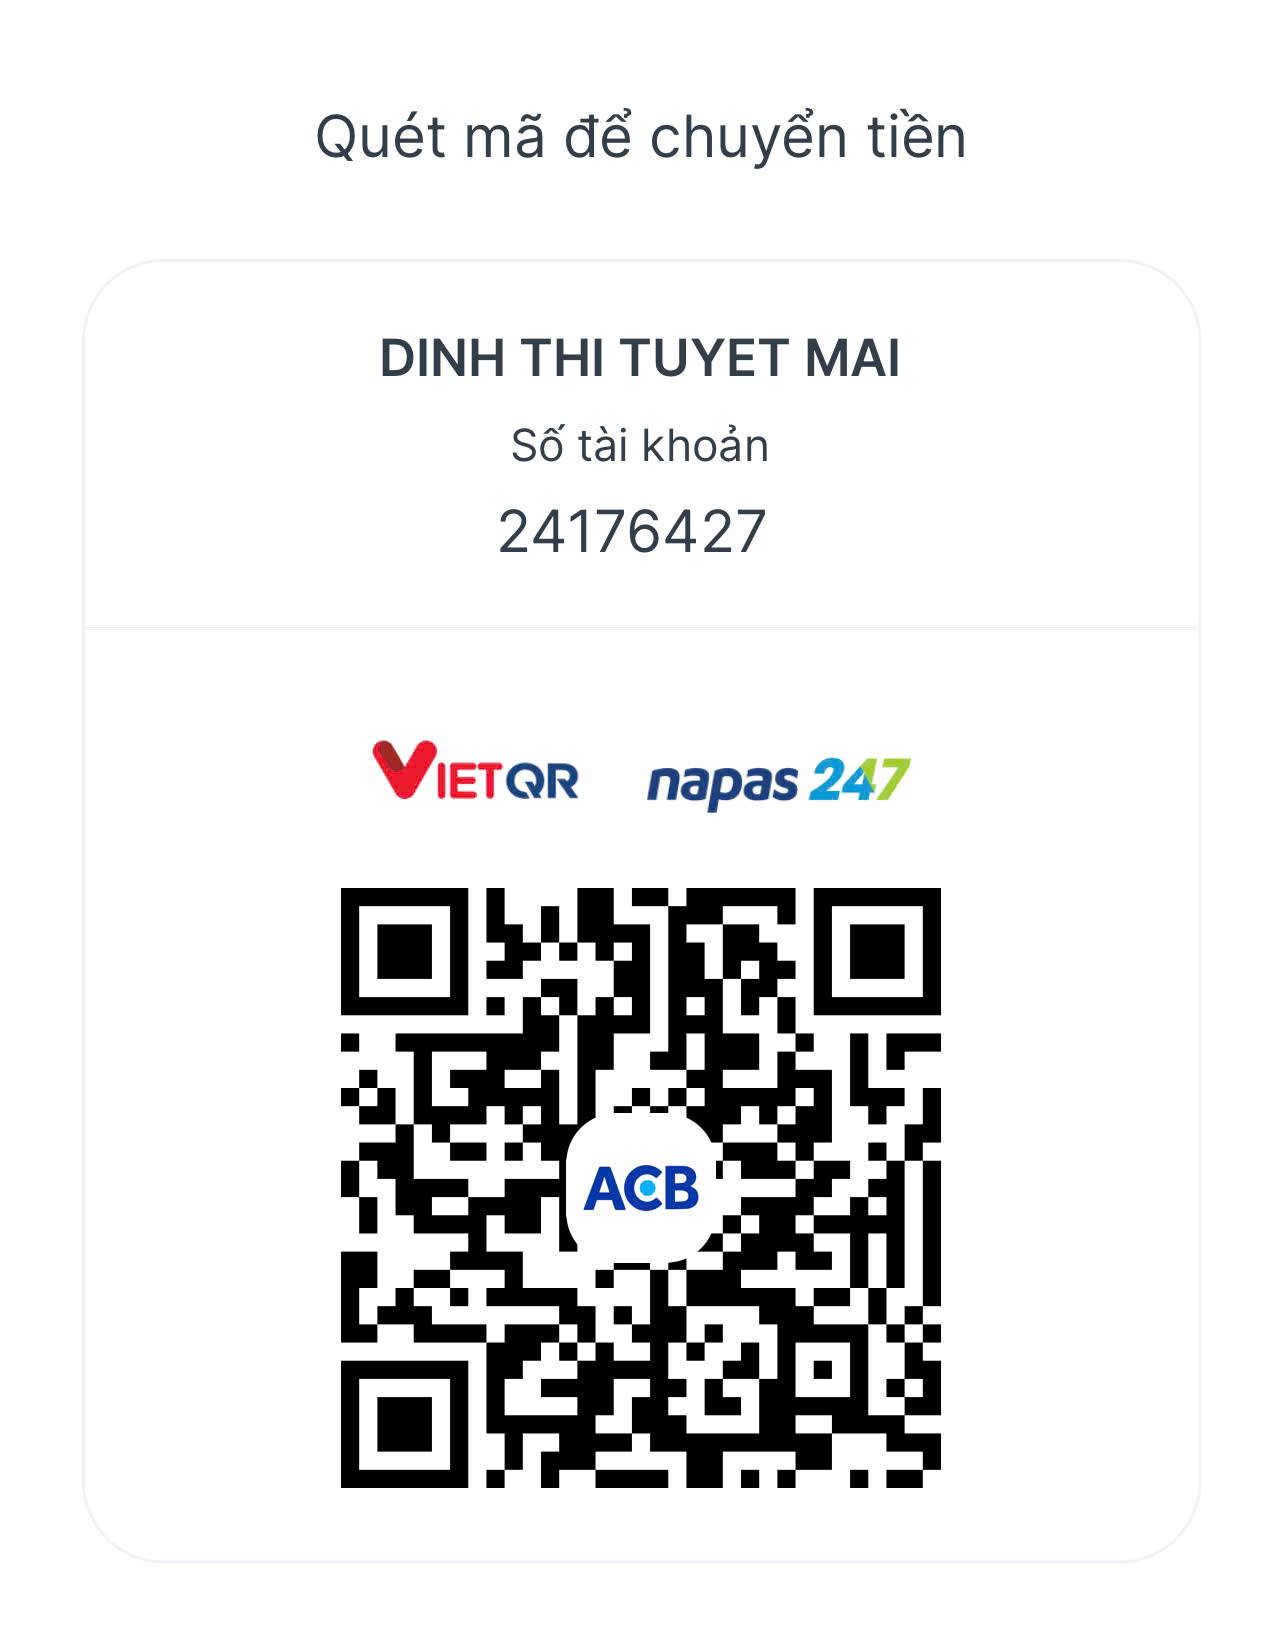 Quét mã để chuyển tiền
DINH THI TUYET MAI
Số tài khoản
24176427
VIETQR napas 247
ACB